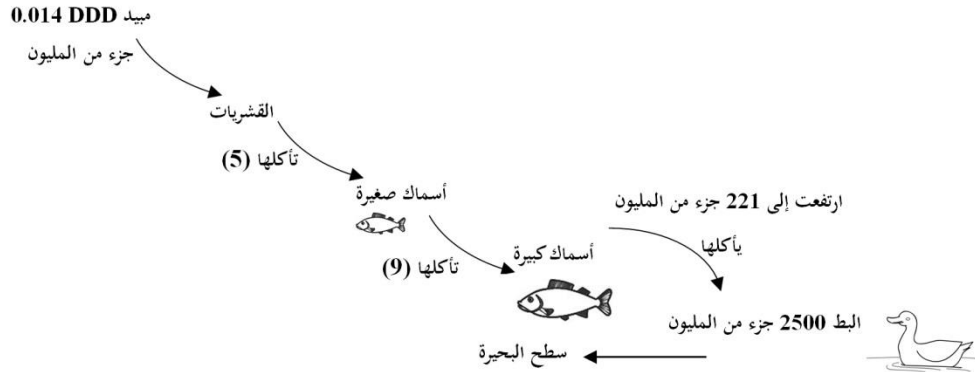 مبيد DDD 0.014
جزء من المليون
القشريات
تأكلها (5)
أسماك صغيرة
ارتفعت إلى 221 جزء من المليون
يأكلها
أسماك كبيرة
تأكلها (9)
البط 2500 جزء من المليون
سطح البحيرة